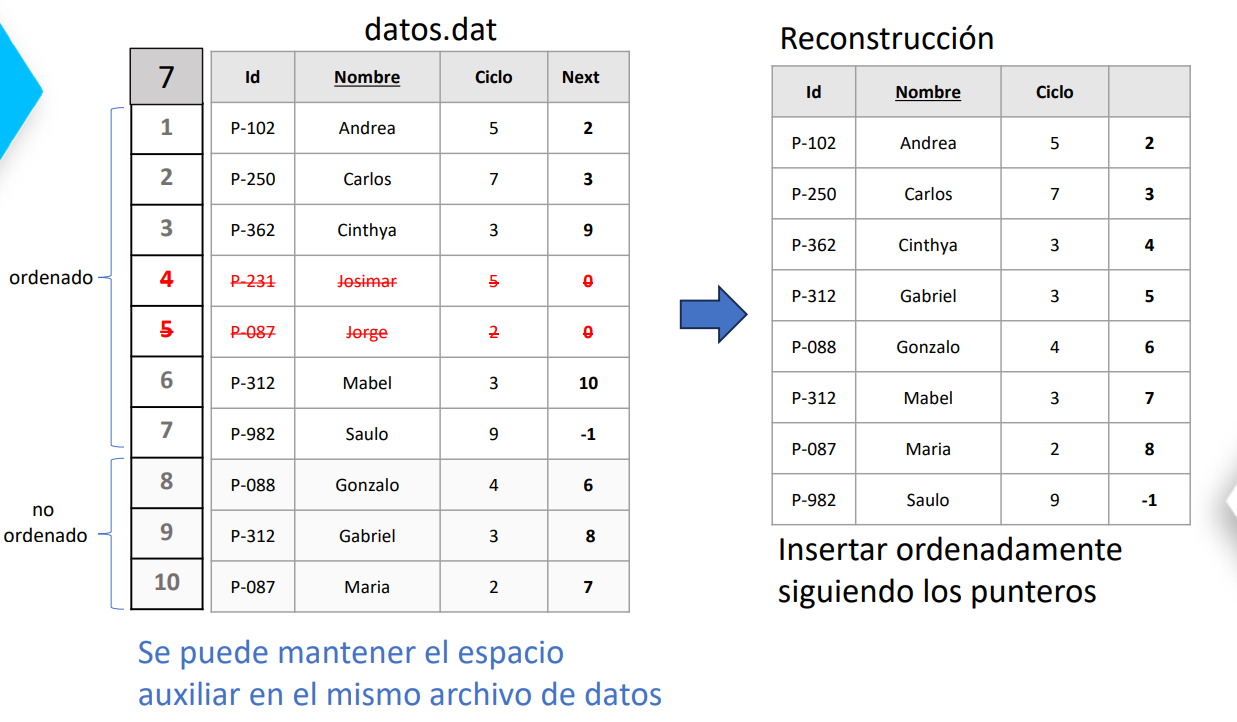 datos.dat
7 Id Nombre Ciclo Next
1 P-102 Andrea 5 2
2 P-250 Carlos 7 3
3 P-362 Cinthya 3 9
4 P-231 Josimar 5 0
5 P-087 Jorge 2 0
6 P-312 Mabel 3 10
7 P-982 Saulo 9 -1
8 P-088 Gonzalo 4 6
9 P-312 Gabriel 3 8
10 P-087 Maria 2 7
ordenado
no
ordenado
Se puede mantener el espacio
auxiliar en el mismo archivo de datos
Reconstrucción
Id Nombre Ciclo
P-102 Andrea 5 2
P-250 Carlos 7 3
P-362 Cinthya 3 4
P-312 Gabriel 3 5
P-088 Gonzalo 4 6
P-312 Mabel 3 7
P-087 Maria 2 8
P-982 Saulo 9 -1
Insertar ordenadamente
siguiendo los punteros